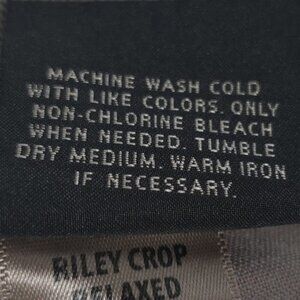 MACHINE WASH COLD
WITH LIKE COLORS. ONLY
NON-CHLORINE BLEACH
WHEN NEEDED. TUMBLE
DRY MEDIUM. WARM IRON
IF NECESSARY.
RILEY CROP
RELAXED